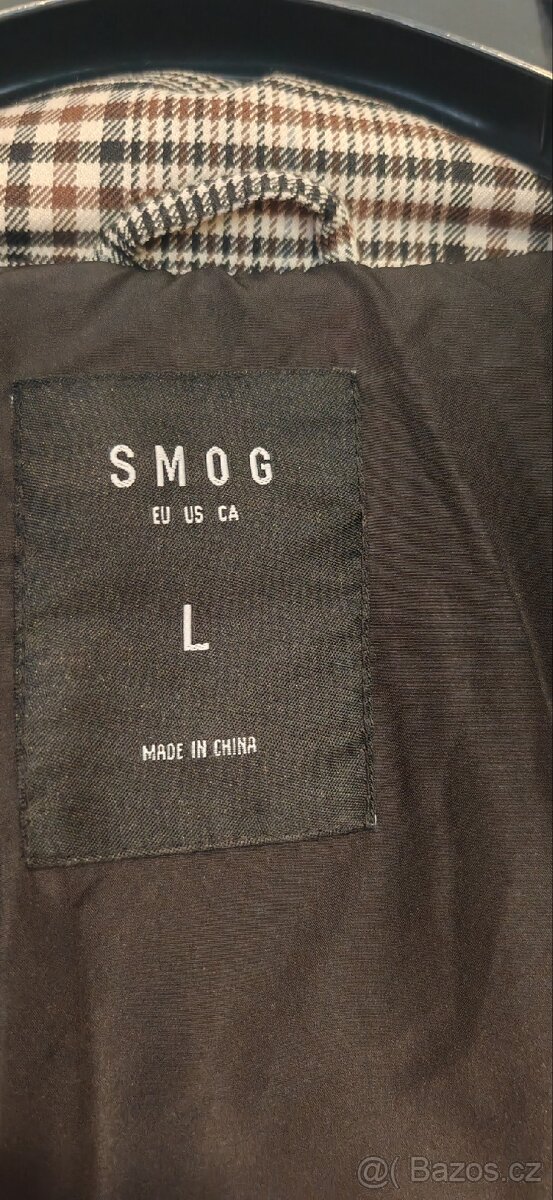 SMOG
EU US CA
L
MADE IN CHINA
@( Bazos.cz